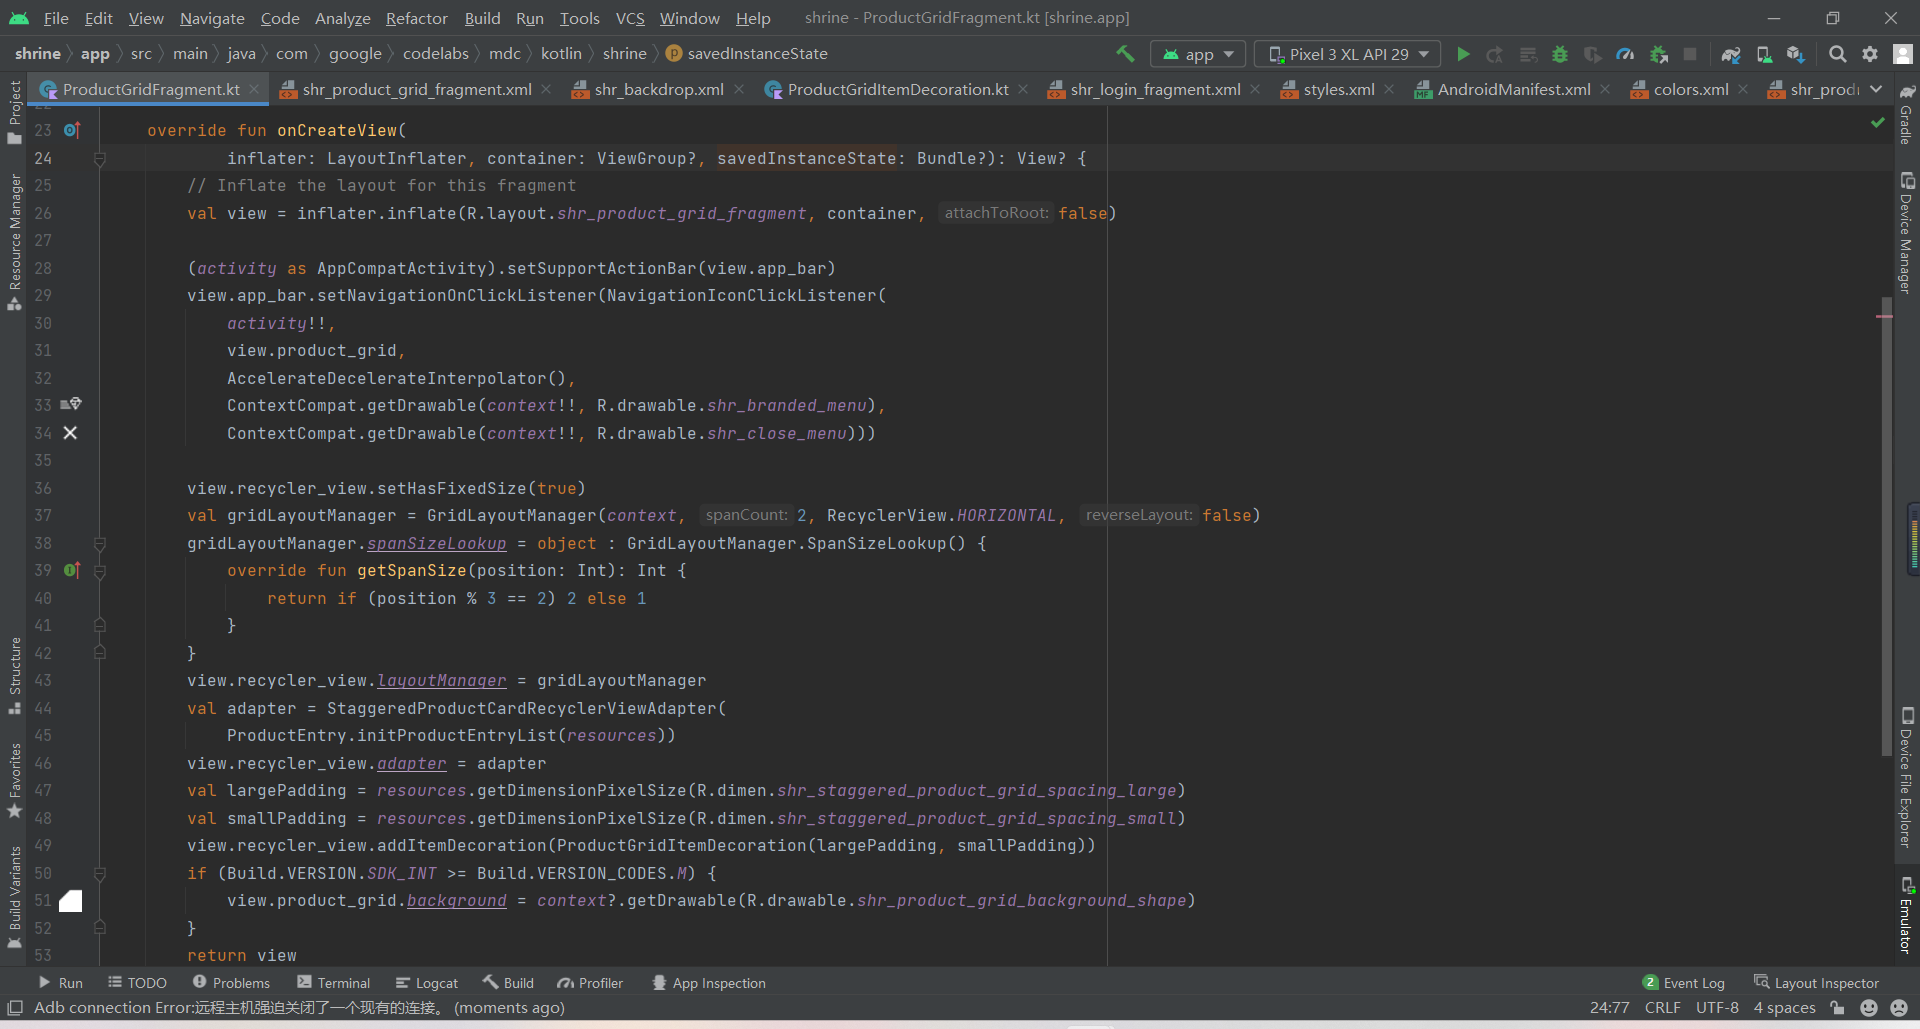 File Edit View Navigate Code Analyze Refactor Build Run Tools VCS Window Help shrine - ProductGridFragment.kt [shrine.app]
shrine app src main java com google codelabs mdc kotlin shrine p savedInstanceState app Pixel 3 XL API 29
ProductGridFragment.kt shr_product_grid_fragment.xml shr_backdrop.xml ProductGridItemDecoration.kt shr_login_fragment.xml styles.xml AndroidManifest.xml colors.xml
Project
Resource Manager
Structure
Favorites
Build Variants
23 override fun onCreateView(
24 inflater: LayoutInflater, container: ViewGroup?, savedInstanceState: Bundle?): View? {
25 // Inflate the layout for this fragment
26 val view = inflater.inflate(R.layout.shr_product_grid_fragment, container, attachToRoot: false)
27
28 (activity as AppCompatActivity).setSupportActionBar(view.app_bar)
29 view.app_bar.setNavigationOnClickListener(NavigationIconClickListener(
30 activity!!,
31 view.product_grid,
32 AccelerateDecelerateInterpolator(),
33 ContextCompat.getDrawable(context!!, R.drawable.shr_branded_menu),
34 ContextCompat.getDrawable(context!!, R.drawable.shr_close_menu)))
35
36 view.recycler_view.setHasFixedSize(true)
37 val gridLayoutManager = GridLayoutManager(context, spanCount: 2, RecyclerView.HORIZONTAL, reverseLayout: false)
38 gridLayoutManager.spanSizeLookup = object : GridLayoutManager.SpanSizeLookup() {
39 override fun getSpanSize(position: Int): Int {
40 return if (position % 3 == 2) 2 else 1
41 }
42 }
43 view.recycler_view.layoutManager = gridLayoutManager
44 val adapter = StaggeredProductCardRecyclerViewAdapter(
45 ProductEntry.initProductEntryList(resources))
46 view.recycler_view.adapter = adapter
47 val largePadding = resources.getDimensionPixelSize(R.dimen.shr_staggered_product_grid_spacing_large)
48 val smallPadding = resources.getDimensionPixelSize(R.dimen.shr_staggered_product_grid_spacing_small)
49 view.recycler_view.addItemDecoration(ProductGridItemDecoration(largePadding, smallPadding))
50 if (Build.VERSION.SDK_INT >= Build.VERSION_CODES.M) {
51 view.product_grid.background = context?.getDrawable(R.drawable.shr_product_grid_background_shape)
52 }
53 return view
Gradle
Device Manager
Device File Explorer
Emulator
Run TODO Problems Terminal Logcat Build Profiler App Inspection 2 Event Log Layout Inspector
Adb connection Error:远程主机强迫关闭了一个现有的连接。 (moments ago) 24:77 CRLF UTF-8 4 spaces